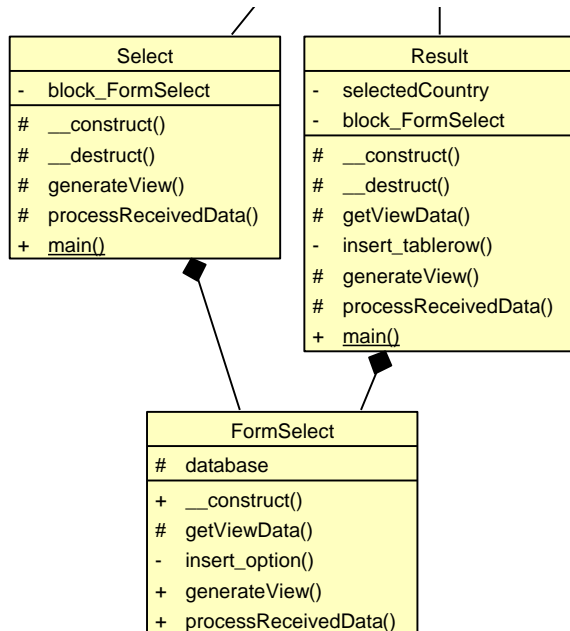 Select
- block_FormSelect
# __construct()
# __destruct()
# generateView()
# processReceivedData()
+ main()
Result
- selectedCountry
- block_FormSelect
# __construct()
# __destruct()
# getViewData()
- insert_tablerow()
# generateView()
# processReceivedData()
+ main()
FormSelect
# database
+ __construct()
# getViewData()
- insert_option()
+ generateView()
+ processReceivedData()